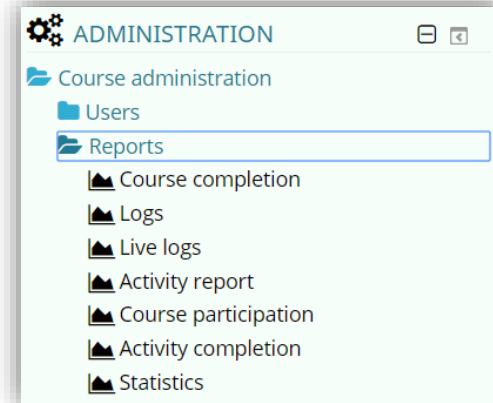 ADMINISTRATION
Course administration
Users
Reports
Course completion
Logs
Live logs
Activity report
Course participation
Activity completion
Statistics